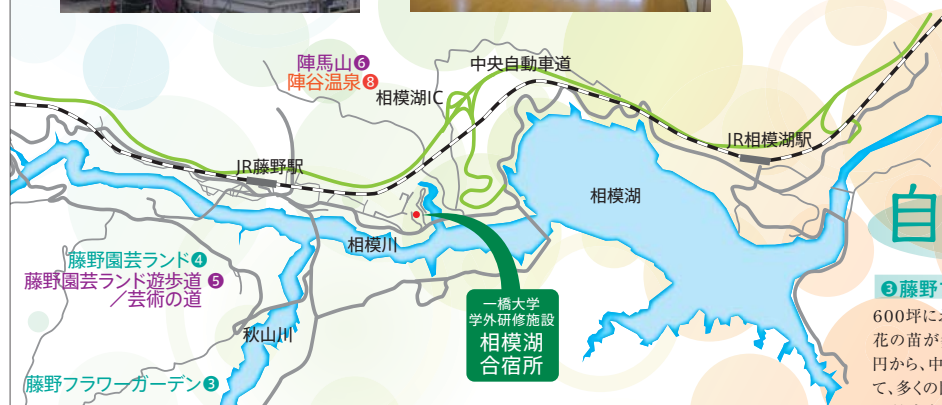 陣馬山❻
陣谷温泉❽
中央自動車道
相模湖IC
JR藤野駅
JR相模湖駅
相模湖
相模川
藤野園芸ランド❹
藤野園芸ランド遊歩道❺
／芸術の道
秋山川
藤野フラワーガーデン❸
一橋大学
学外研修施設
相模湖
合宿所
自
❸藤野
600坪に
花の苗が
円から、中
て、多くの